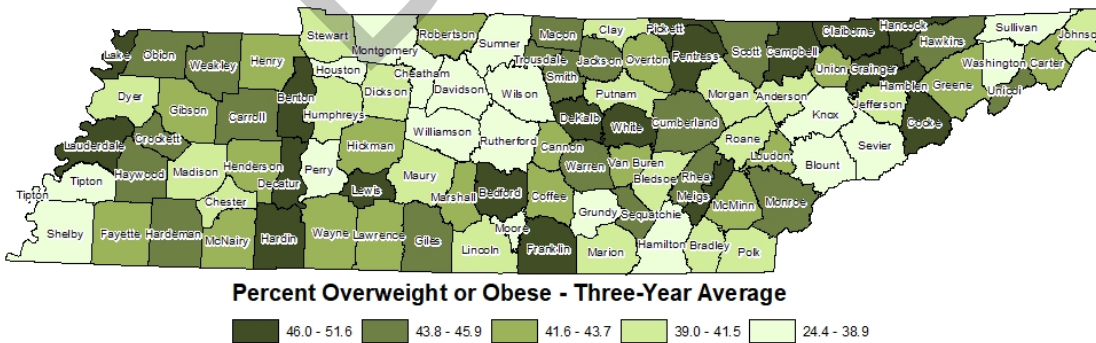 Stewart Montgomery Robertson Sumner Macon Clay Pickett Claiborne Hancock Sullivan Johnson
Lake Obion Weakley Henry Houston Cheatham Trousdale Jackson Overton Fentress Scott Campbell Hawkins
Dyer Gibson Carroll Benton Humphreys Dickson Davidson Wilson Smith Putnam Morgan Anderson Union Grainger Hamblen Greene Washington Carter Unicoi
Lauderdale Crockett Haywood Madison Henderson Decatur Perry Hickman Williamson Rutherford Cannon DeKalb White Cumberland Roane Knox Jefferson Cocke Sevier
Tipton Tipton Chester Lewis Maury Marshall Bedford Coffee Warren Van Buren Bledsoe Rhea Meigs Loudon Blount Monroe McMinn
Shelby Fayette Hardeman McNairy Hardin Wayne Lawrence Giles Lincoln Moore Franklin Grundy Sequatchie Marion Hamilton Bradley Polk
Percent Overweight or Obese - Three-Year Average
46.0 - 51.6 43.8 - 45.9 41.6 - 43.7 39.0 - 41.5 24.4 - 38.9